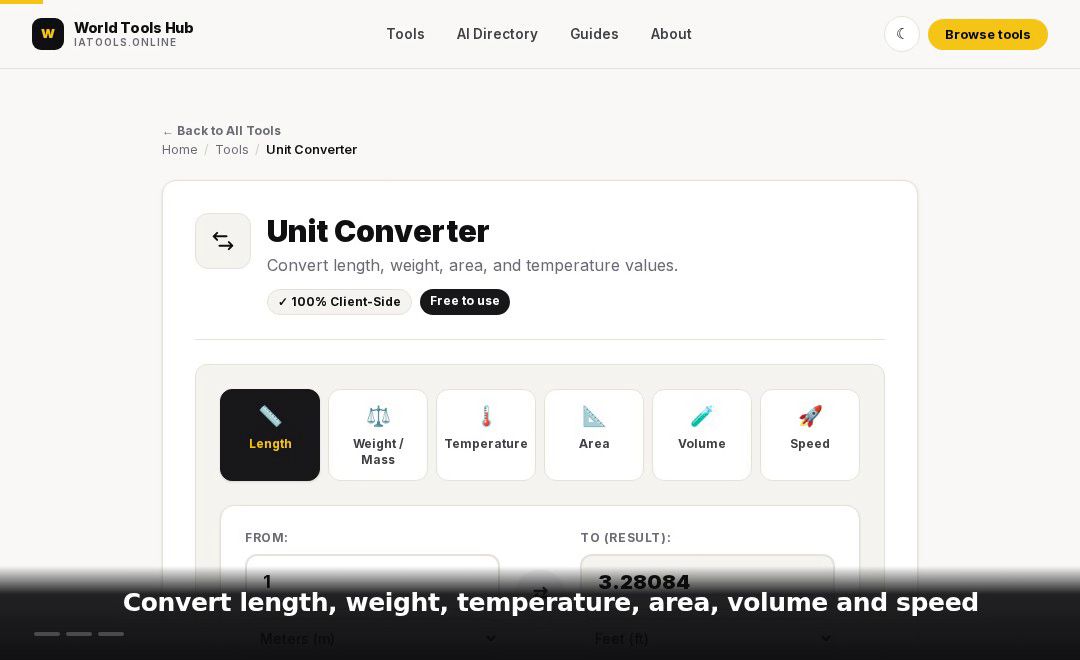 W
World Tools Hub
IATOOLS.ONLINE
Tools
AI Directory
Guides
About
Browse tools
← Back to All Tools
Home / Tools / Unit Converter
Unit Converter
Convert length, weight, area, and temperature values.
✓ 100% Client-Side
Free to use
Length
Weight /
Mass
Temperature
Area
Volume
Speed
FROM:
TO (RESULT):
1
→
3.28084
Convert length, weight, temperature, area, volume and speed
Meters (m)
Feet (ft)